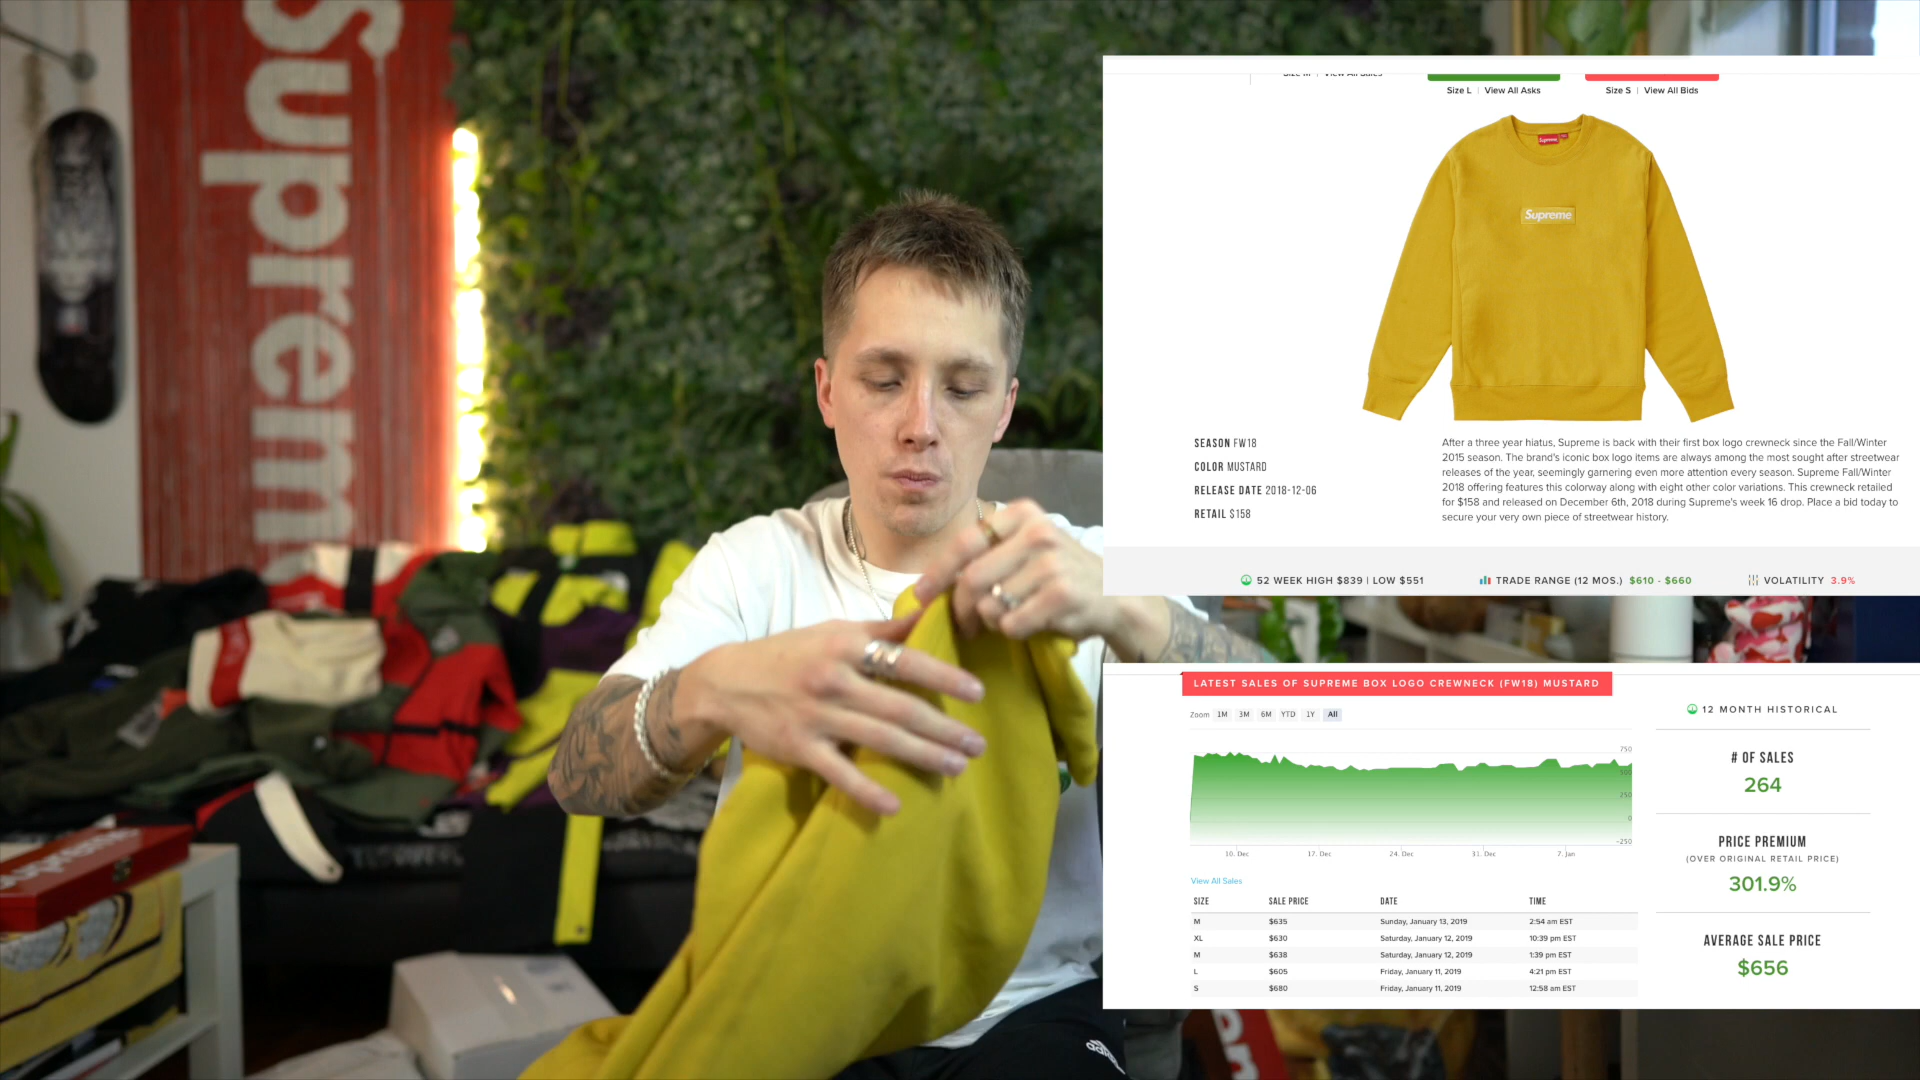 Supreme
Size L | View All Asks
Size S | View All Bids
Supreme
Supreme
SEASON FW18
COLOR MUSTARD
RELEASE DATE 2018-12-06
RETAIL $158
After a three year hiatus, Supreme is back with their first box logo crewneck since the Fall/Winter
2015 season. The brand's iconic box logo items are always among the most sought after streetwear
releases of the year, seemingly garnering even more attention every season. Supreme Fall/Winter
2018 offering features this colorway along with eight other color variations. This crewneck retailed
for $158 and released on December 6th, 2018 during Supreme's week 16 drop. Place a bid today to
secure your very own piece of streetwear history.
52 WEEK HIGH $839 | LOW $551
TRADE RANGE (12 MOS.) $610 - $660
VOLATILITY 3.9%
LATEST SALES OF SUPREME BOX LOGO CREWNECK (FW18) MUSTARD
Zoom 1M 3M 6M YTD 1Y All
750
500
250
0
-250
10. Dec 17. Dec 24. Dec 31. Dec 7. Jan
View All Sales
SIZE SALE PRICE DATE TIME
M $635 Sunday, January 13, 2019 2:54 am EST
XL $630 Saturday, January 12, 2019 10:39 pm EST
M $638 Saturday, January 12, 2019 1:39 pm EST
L $605 Friday, January 11, 2019 4:21 pm EST
S $680 Friday, January 11, 2019 12:58 am EST
12 MONTH HISTORICAL
# OF SALES
264
PRICE PREMIUM
(OVER ORIGINAL RETAIL PRICE)
301.9%
AVERAGE SALE PRICE
$656
adidas